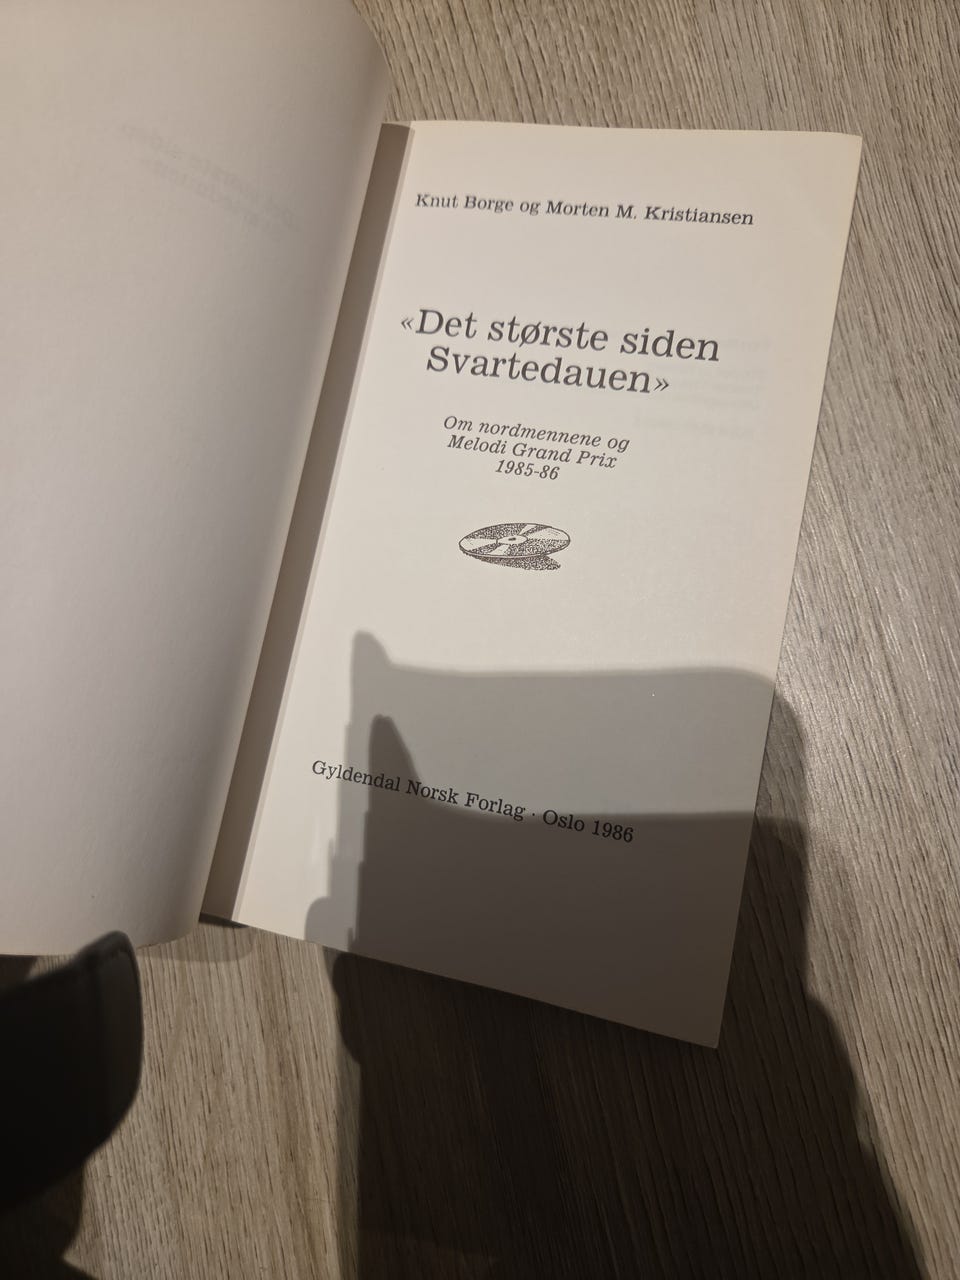 Knut Borge og Morten M. Kristiansen
«Det største siden
Svartedauen»
Om nordmennene og
Melodi Grand Prix
1985-86
Gyldendal Norsk Forlag · Oslo 1986